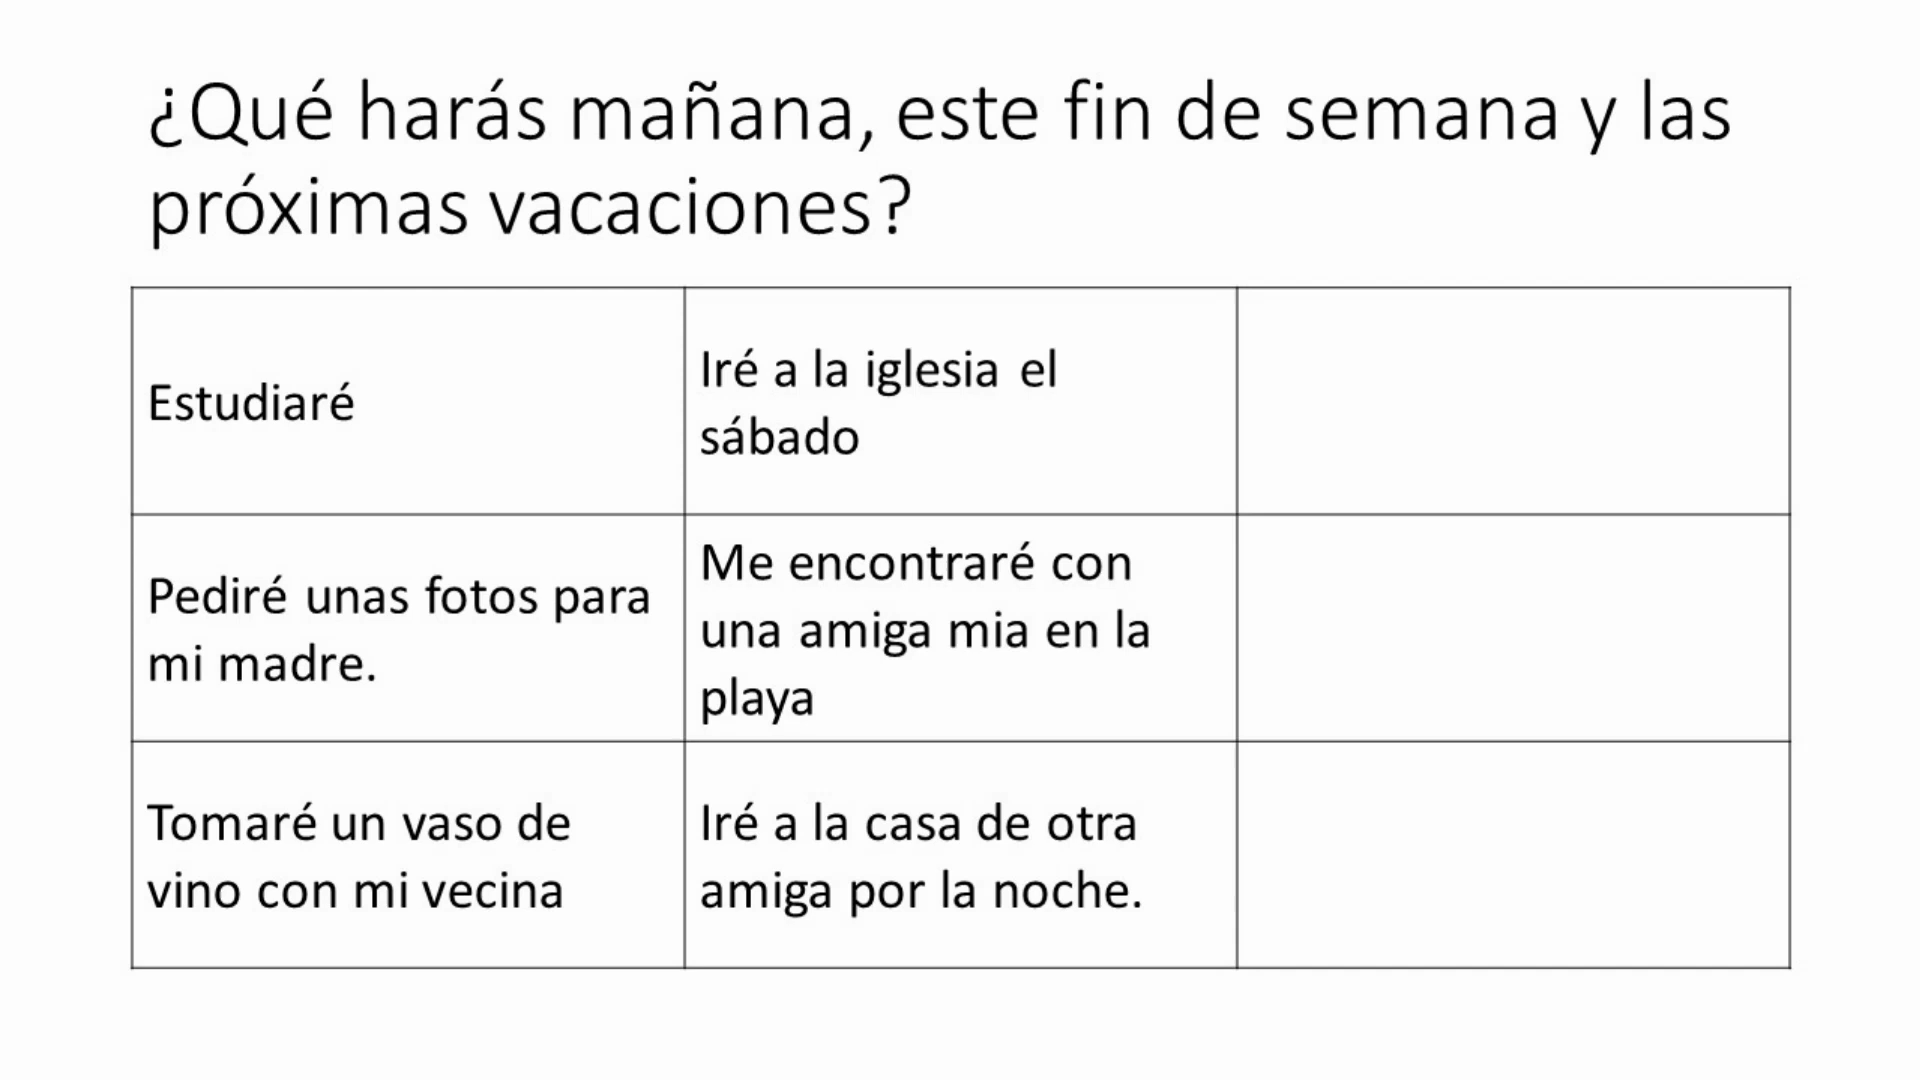 ¿Qué harás mañana, este fin de semana y las
próximas vacaciones?
Estudiaré
Iré a la iglesia el
sábado
Pediré unas fotos para
mi madre.
Me encontraré con
una amiga mia en la
playa
Tomaré un vaso de
vino con mi vecina
Iré a la casa de otra
amiga por la noche.